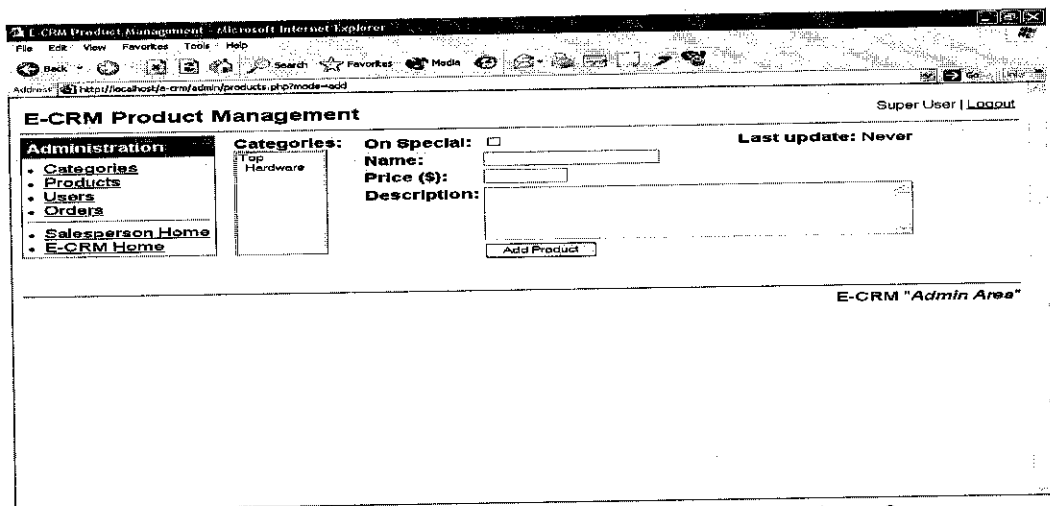 E-CRM Product Management - Microsoft Internet Explorer
File Edit View Favorites Tools Help
Back Search Favorites Media
Address http://localhost/e-crm/admin/products.php?mode=add Go
Super User | Logout
E-CRM Product Management
Administration
Categories
Products
Users
Orders
Salesperson Home
E-CRM Home
Categories:
Top
Hardware
On Special:
Name:
Price ($):
Description:
Add Product
Last update: Never
E-CRM "Admin Area"